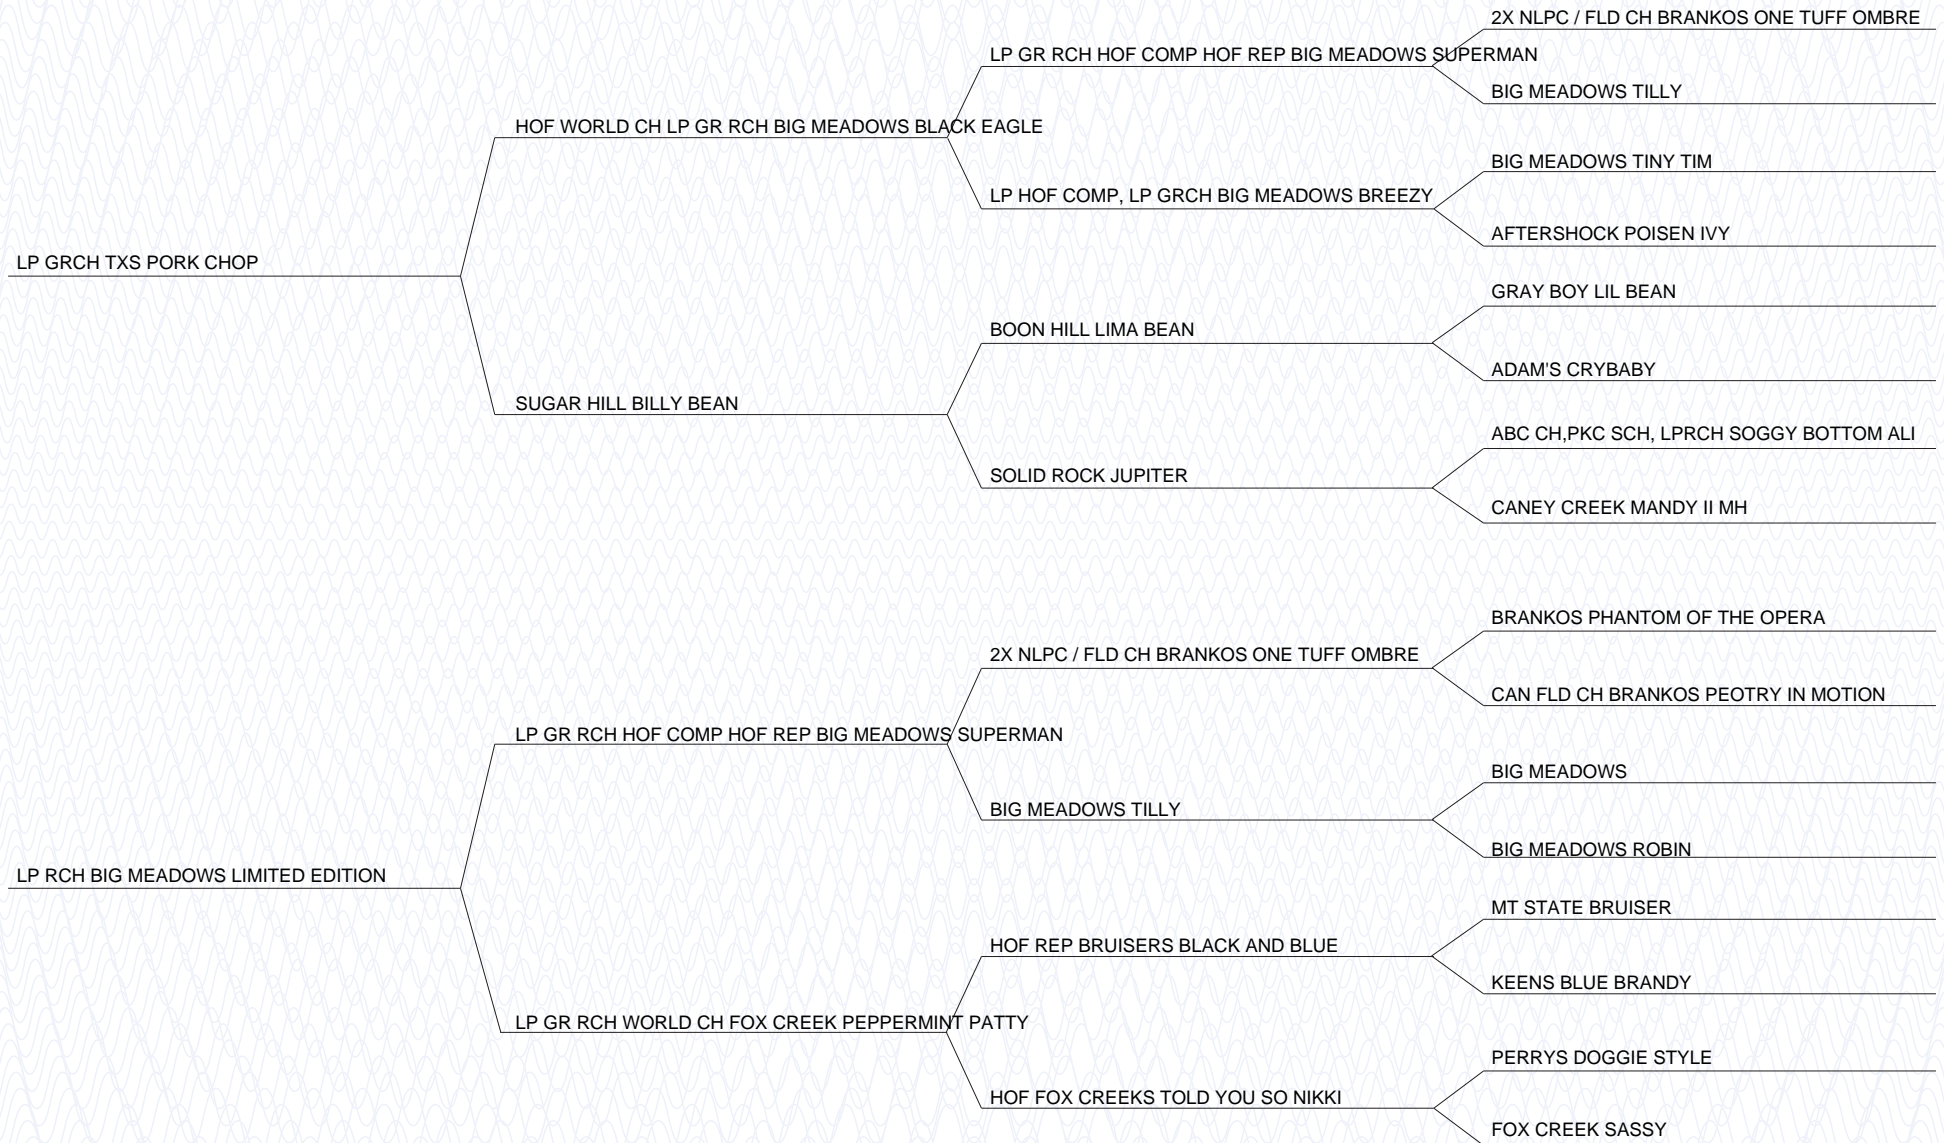 2X NLPC / FLD CH BRANKOS ONE TUFF OMBRE
LP GR RCH HOF COMP HOF REP BIG MEADOWS SUPERMAN
BIG MEADOWS TILLY
HOF WORLD CH LP GR RCH BIG MEADOWS BLACK EAGLE
BIG MEADOWS TINY TIM
LP HOF COMP, LP GRCH BIG MEADOWS BREEZY
AFTERSHOCK POISEN IVY
LP GRCH TXS PORK CHOP
GRAY BOY LIL BEAN
BOON HILL LIMA BEAN
ADAM'S CRYBABY
SUGAR HILL BILLY BEAN
ABC CH,PKC SCH, LPRCH SOGGY BOTTOM ALI
SOLID ROCK JUPITER
CANEY CREEK MANDY II MH
BRANKOS PHANTOM OF THE OPERA
2X NLPC / FLD CH BRANKOS ONE TUFF OMBRE
CAN FLD CH BRANKOS PEOTRY IN MOTION
LP GR RCH HOF COMP HOF REP BIG MEADOWS SUPERMAN
BIG MEADOWS
BIG MEADOWS TILLY
BIG MEADOWS ROBIN
LP RCH BIG MEADOWS LIMITED EDITION
MT STATE BRUISER
HOF REP BRUISERS BLACK AND BLUE
KEENS BLUE BRANDY
LP GR RCH WORLD CH FOX CREEK PEPPERMINT PATTY
PERRYS DOGGIE STYLE
HOF FOX CREEKS TOLD YOU SO NIKKI
FOX CREEK SASSY